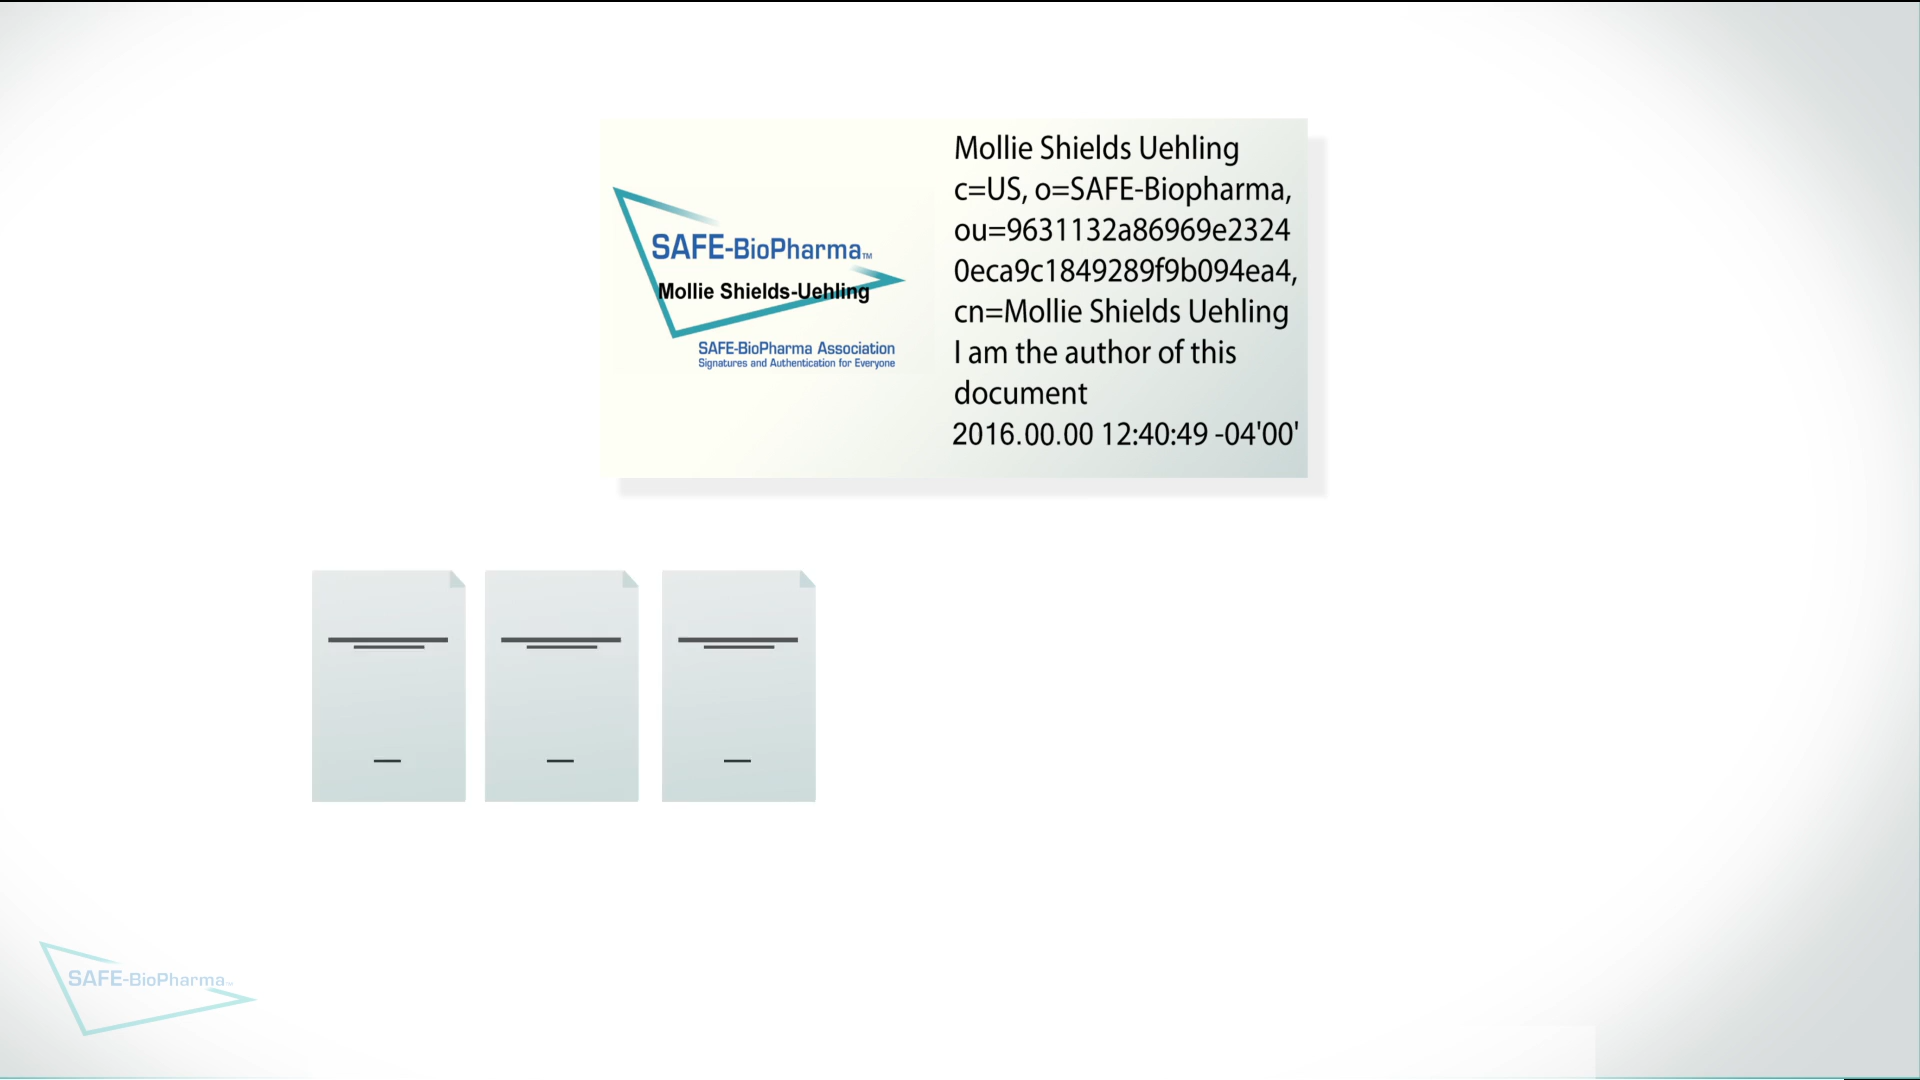 SAFE-BioPharma™
Mollie Shields-Uehling
SAFE-BioPharma Association
Signatures and Authentication for Everyone
Mollie Shields Uehling
c=US, o=SAFE-Biopharma,
ou=9631132a86969e2324
0eca9c1849289f9b094ea4,
cn=Mollie Shields Uehling
I am the author of this
document
2016.00.00 12:40:49 -04'00'
SAFE-BioPharma™